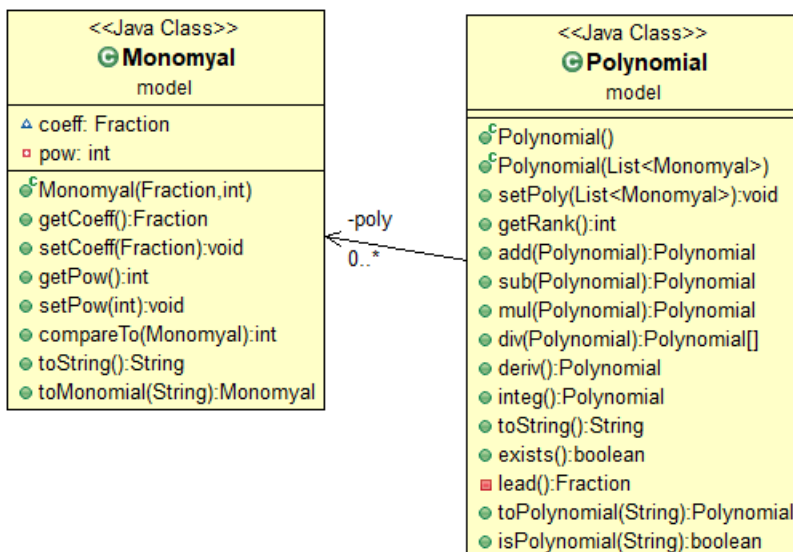 <<Java Class>>
C Monomyal
model
coeff: Fraction
pow: int
Monomyal(Fraction,int)
getCoeff():Fraction
setCoeff(Fraction):void
getPow():int
setPow(int):void
compareTo(Monomyal):int
toString():String
toMonomial(String):Monomyal
-poly
0..*
<<Java Class>>
C Polynomial
model
c Polynomial()
c Polynomial(List<Monomyal>)
setPoly(List<Monomyal>):void
getRank():int
add(Polynomial):Polynomial
sub(Polynomial):Polynomial
mul(Polynomial):Polynomial
div(Polynomial):Polynomial[]
deriv():Polynomial
integ():Polynomial
toString():String
exists():boolean
lead():Fraction
toPolynomial(String):Polynomial
isPolynomial(String):boolean